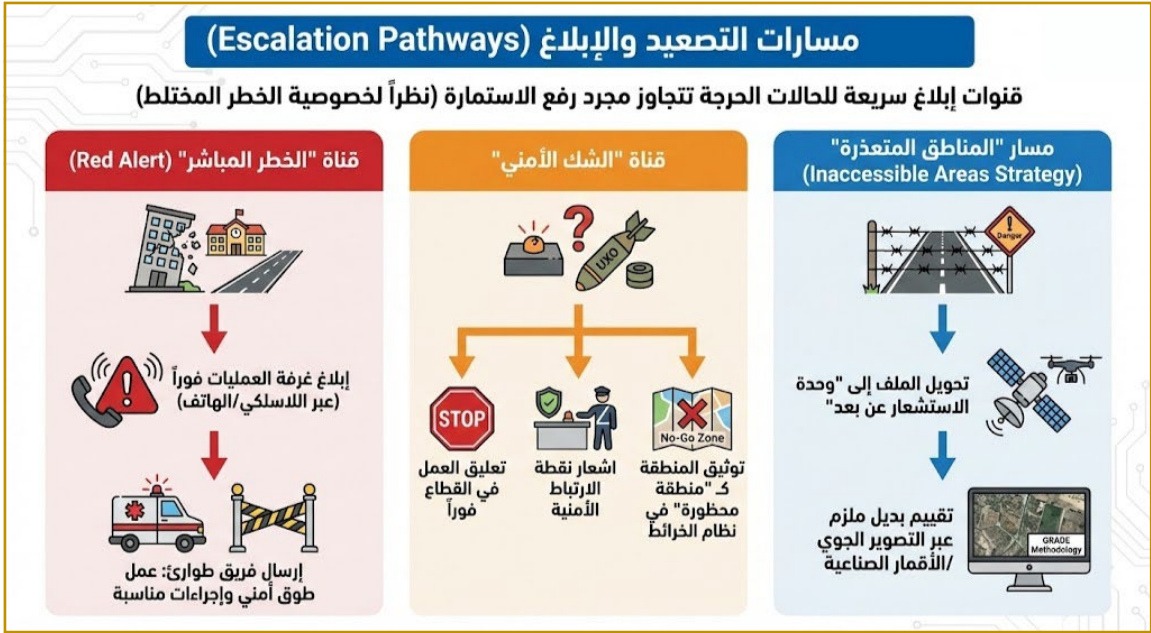 مسارات التصعيد والإبلاغ (Escalation Pathways)
قنوات إبلاغ سريعة للحالات الحرجة تتجاوز مجرد رفع الاستمارة (نظراً لخصوصية الخطر المختلط)
مسار "المناطق المتعذرة"
(Inaccessible Areas Strategy)
Danger
تحويل الملف إلى "وحدة
الاستشعار عن بعد"
تقييم بديل ملزم
عبر التصوير الجوي
/الأقمار الصناعية
GRADE
Methodology
قناة "الشك الأمني"
?
UXO
No-Go Zone
توثيق المنطقة
كـ "منطقة
محظورة" في
نظام الخرائط
اشعار نقطة
الارتباط
الأمنية
STOP
تعليق العمل
في القطاع
فوراً
قناة "الخطر المباشر" (Red Alert)
إبلاغ غرفة العمليات فوراً
(عبر اللاسلكي/الهاتف)
إرسال فريق طوارئ: عمل
طوق أمني وإجراءات مناسبة